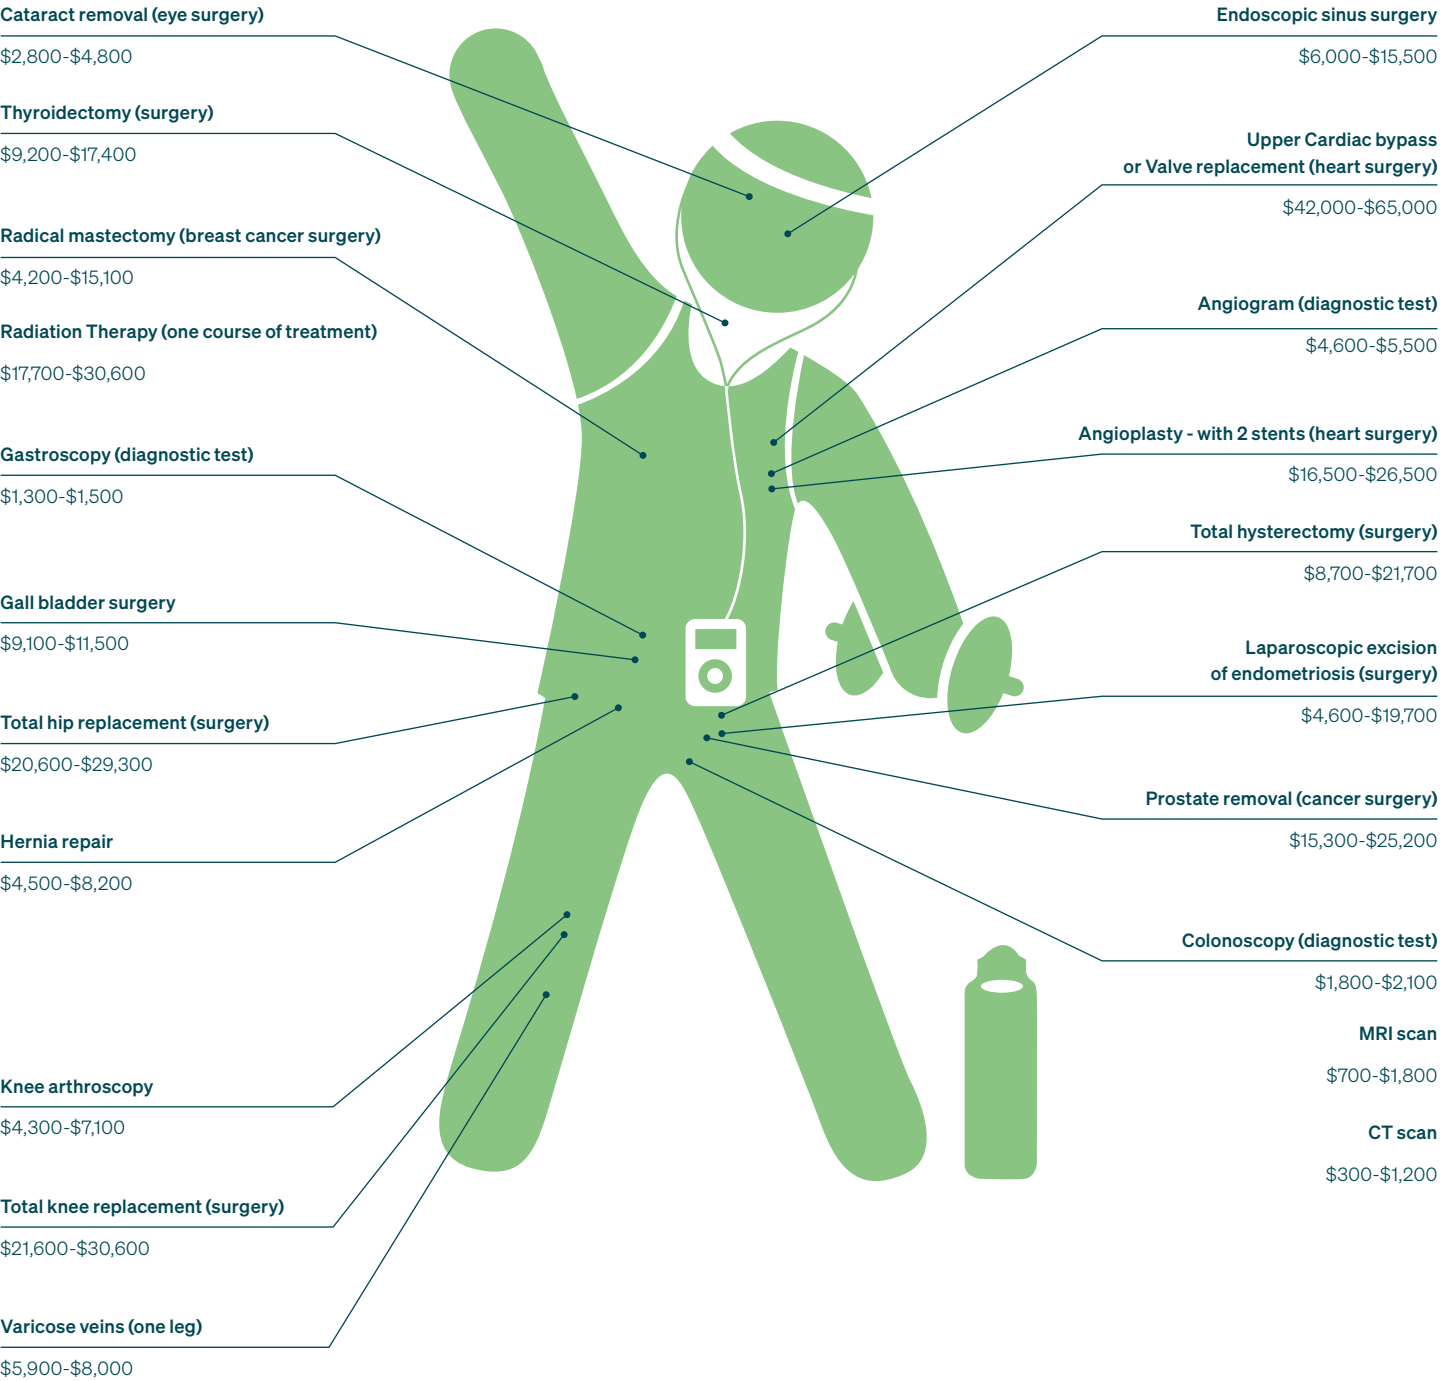 Cataract removal (eye surgery)
$2,800-$4,800
Thyroidectomy (surgery)
$9,200-$17,400
Radical mastectomy (breast cancer surgery)
$4,200-$15,100
Radiation Therapy (one course of treatment)
$17,700-$30,600
Gastroscopy (diagnostic test)
$1,300-$1,500
Gall bladder surgery
$9,100-$11,500
Total hip replacement (surgery)
$20,600-$29,300
Hernia repair
$4,500-$8,200
Knee arthroscopy
$4,300-$7,100
Total knee replacement (surgery)
$21,600-$30,600
Varicose veins (one leg)
$5,900-$8,000
Endoscopic sinus surgery
$6,000-$15,500
Upper Cardiac bypass
or Valve replacement (heart surgery)
$42,000-$65,000
Angiogram (diagnostic test)
$4,600-$5,500
Angioplasty - with 2 stents (heart surgery)
$16,500-$26,500
Total hysterectomy (surgery)
$8,700-$21,700
Laparoscopic excision
of endometriosis (surgery)
$4,600-$19,700
Prostate removal (cancer surgery)
$15,300-$25,200
Colonoscopy (diagnostic test)
$1,800-$2,100
MRI scan
$700-$1,800
CT scan
$300-$1,200